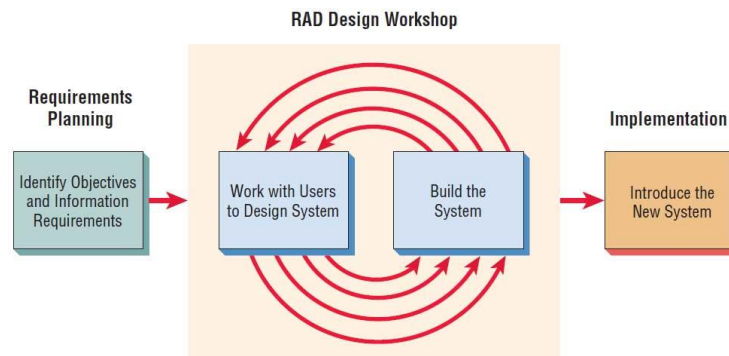 RAD Design Workshop
Requirements
Planning
Identify Objectives
and Information
Requirements
Work with Users
to Design System
Build the
System
Implementation
Introduce the
New System